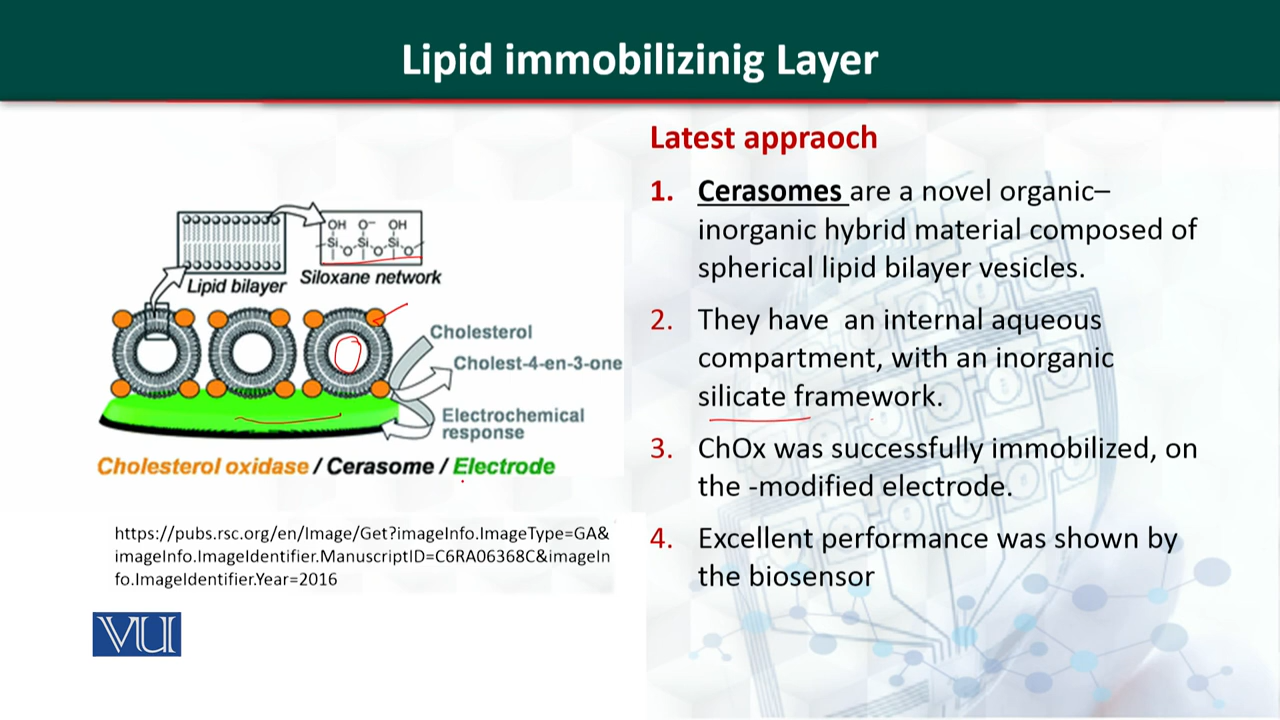 Lipid immobilizinig Layer
Latest appraoch
1. Cerasomes are a novel organic–
inorganic hybrid material composed of
spherical lipid bilayer vesicles.
2. They have an internal aqueous
compartment, with an inorganic
silicate framework.
3. ChOx was successfully immobilized, on
the -modified electrode.
4. Excellent performance was shown by
the biosensor
OH O⁻ OH
Si O Si O Si O
Lipid bilayer
Siloxane network
Cholesterol
Cholest-4-en-3-one
Electrochemical
response
Cholesterol oxidase / Cerasome / Electrode
https://pubs.rsc.org/en/Image/Get?imageInfo.ImageType=GA&
imageInfo.ImageIdentifier.ManuscriptID=C6RA06368C&imageIn
fo.ImageIdentifier.Year=2016
VU